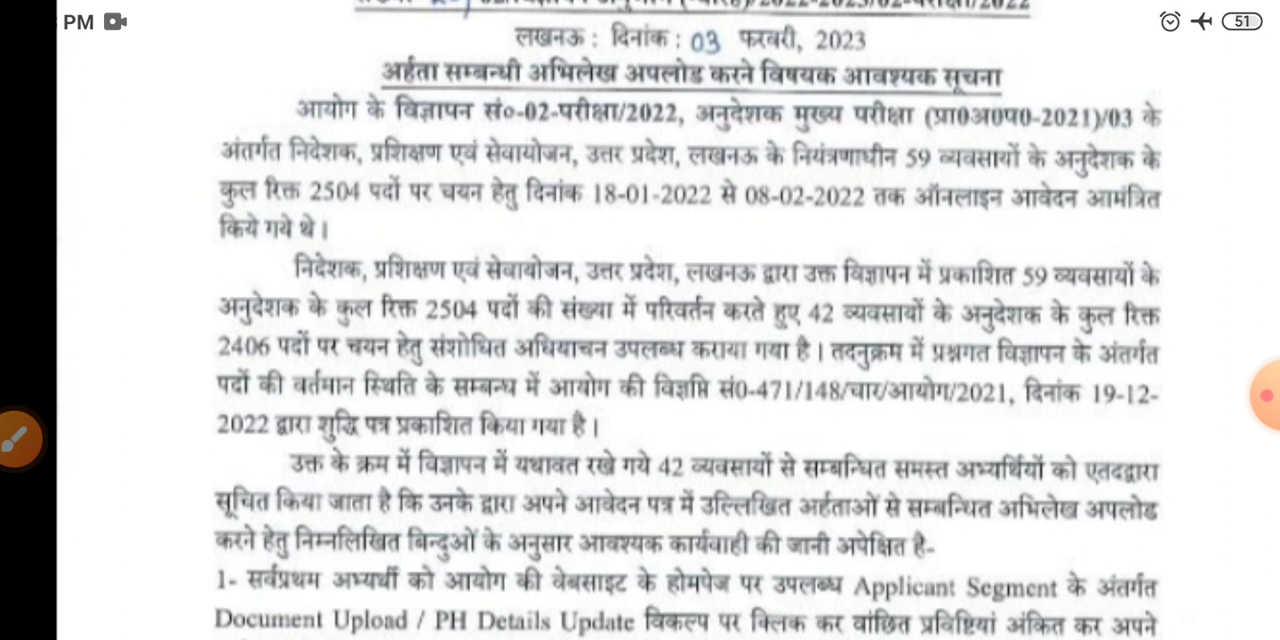 PM
51
लखनऊ : दिनांक : 03 फरवरी, 2023
अर्हता सम्बन्धी अभिलेख अपलोड करने विषयक आवश्यक सूचना
आयोग के विज्ञापन सं०-02-परीक्षा/2022, अनुदेशक मुख्य परीक्षा (प्रा0अ0प0-2021)/03 के
अंतर्गत निदेशक, प्रशिक्षण एवं सेवायोजन, उत्तर प्रदेश, लखनऊ के नियंत्रणाधीन 59 व्यवसायों के अनुदेशक के
कुल रिक्त 2504 पदों पर चयन हेतु दिनांक 18-01-2022 से 08-02-2022 तक ऑनलाइन आवेदन आमंत्रित
किये गये थे।
निदेशक, प्रशिक्षण एवं सेवायोजन, उत्तर प्रदेश, लखनऊ द्वारा उक्त विज्ञापन में प्रकाशित 59 व्यवसायों के
अनुदेशक के कुल रिक्त 2504 पदों की संख्या में परिवर्तन करते हुए 42 व्यवसायों के अनुदेशक के कुल रिक्त
2406 पदों पर चयन हेतु संशोधित अधियाचन उपलब्ध कराया गया है। तदनुक्रम में प्रश्नगत विज्ञापन के अंतर्गत
पदों की वर्तमान स्थिति के सम्बन्ध में आयोग की विज्ञप्ति सं0-471/148/चार/आयोग/2021, दिनांक 19-12-
2022 द्वारा शुद्धि पत्र प्रकाशित किया गया है।
उक्त के क्रम में विज्ञापन में यथावत रखे गये 42 व्यवसायों से सम्बन्धित समस्त अभ्यर्थियों को एतदद्वारा
सूचित किया जाता है कि उनके द्वारा अपने आवेदन पत्र में उल्लिखित अर्हताओं से सम्बन्धित अभिलेख अपलोड
करने हेतु निम्नलिखित बिन्दुओं के अनुसार आवश्यक कार्यवाही की जानी अपेक्षित है-
1- सर्वप्रथम अभ्यर्थी को आयोग की वेबसाइट के होमपेज पर उपलब्ध Applicant Segment के अंतर्गत
Document Upload / PH Details Update विकल्प पर क्लिक कर वांछित प्रविष्टियां अंकित कर अपने